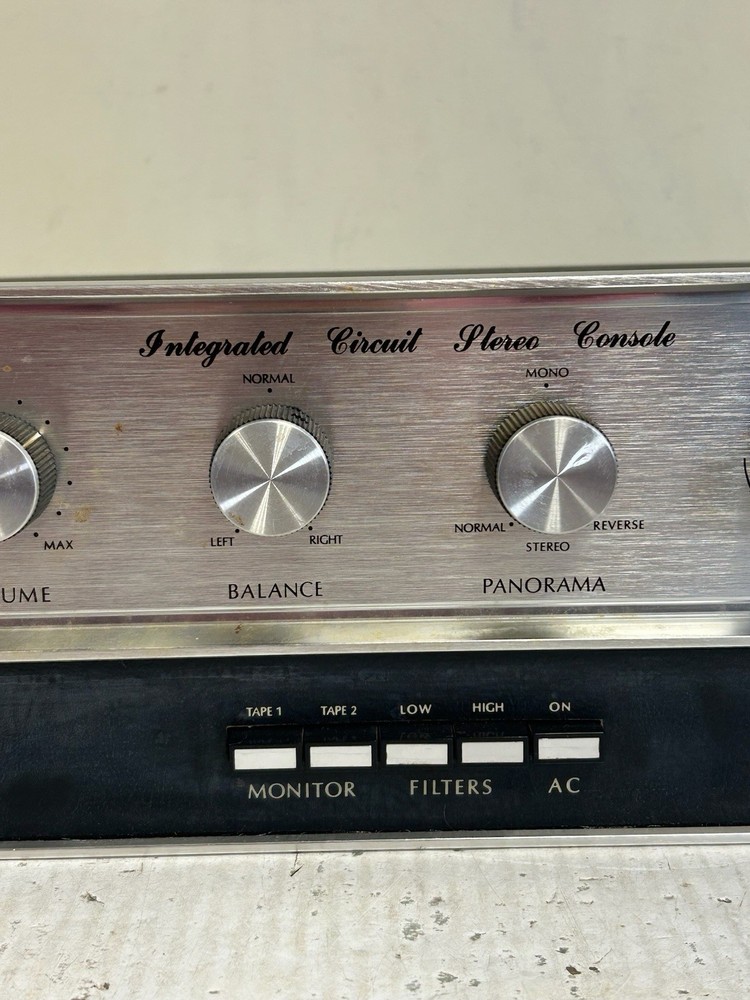 Integrated Circuit Stereo Console
NORMAL
MONO
MAX
LEFT
RIGHT
NORMAL
REVERSE
STEREO
UME
BALANCE
PANORAMA
TAPE 1
TAPE 2
LOW
HIGH
ON
MONITOR
FILTERS
AC